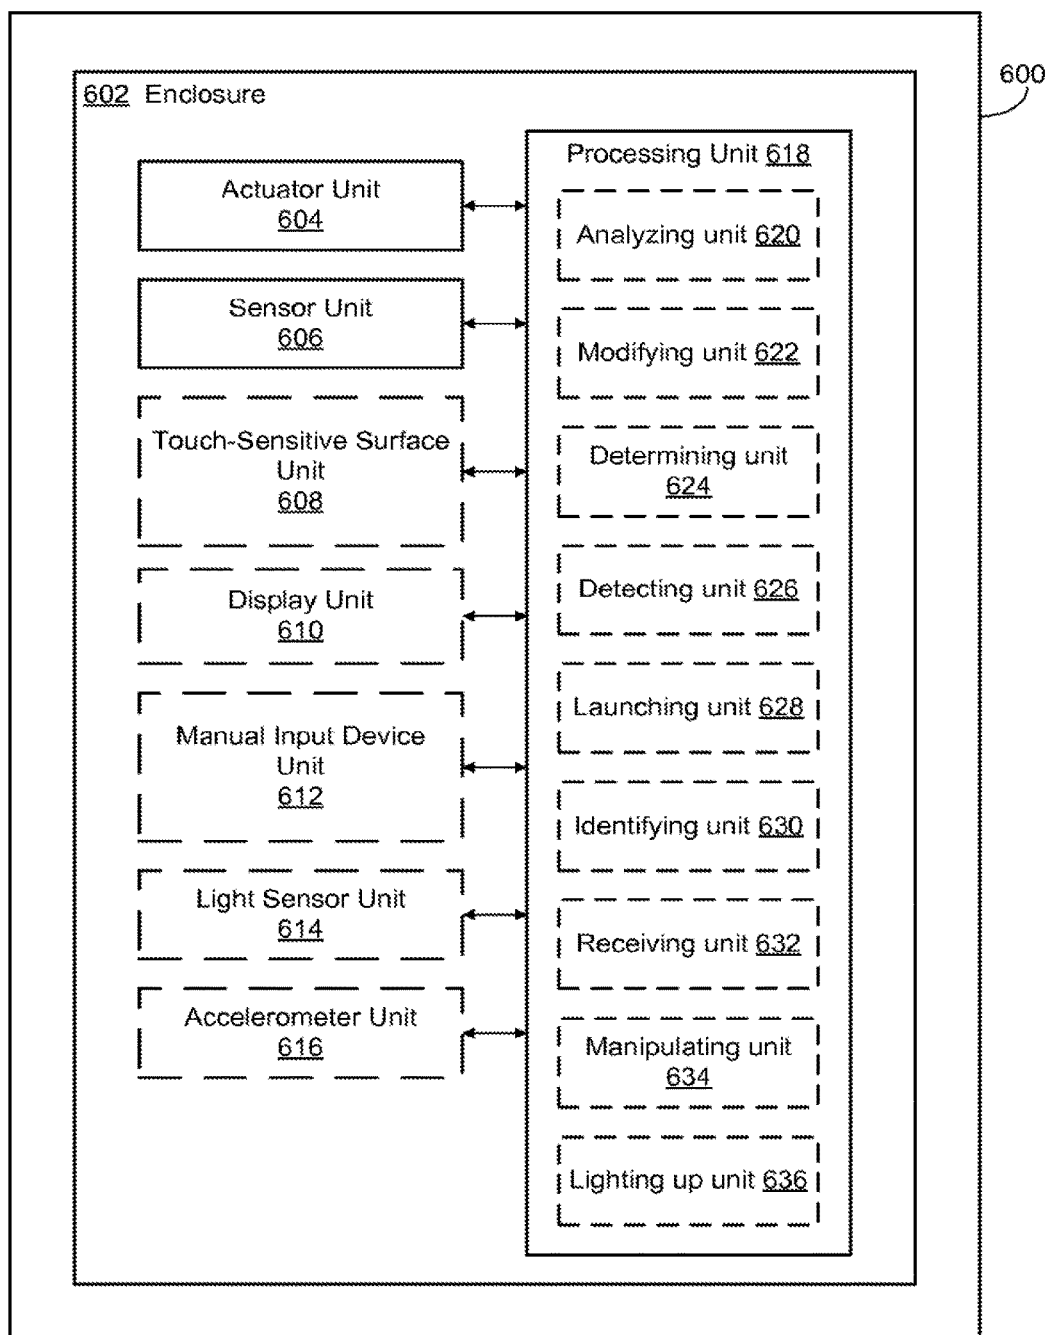 600
602 Enclosure
Actuator Unit
604
Sensor Unit
606
Touch-Sensitive Surface
Unit
608
Display Unit
610
Manual Input Device
Unit
612
Light Sensor Unit
614
Accelerometer Unit
616
Processing Unit 618
Analyzing unit 620
Modifying unit 622
Determining unit
624
Detecting unit 626
Launching unit 628
Identifying unit 630
Receiving unit 632
Manipulating unit
634
Lighting up unit 636